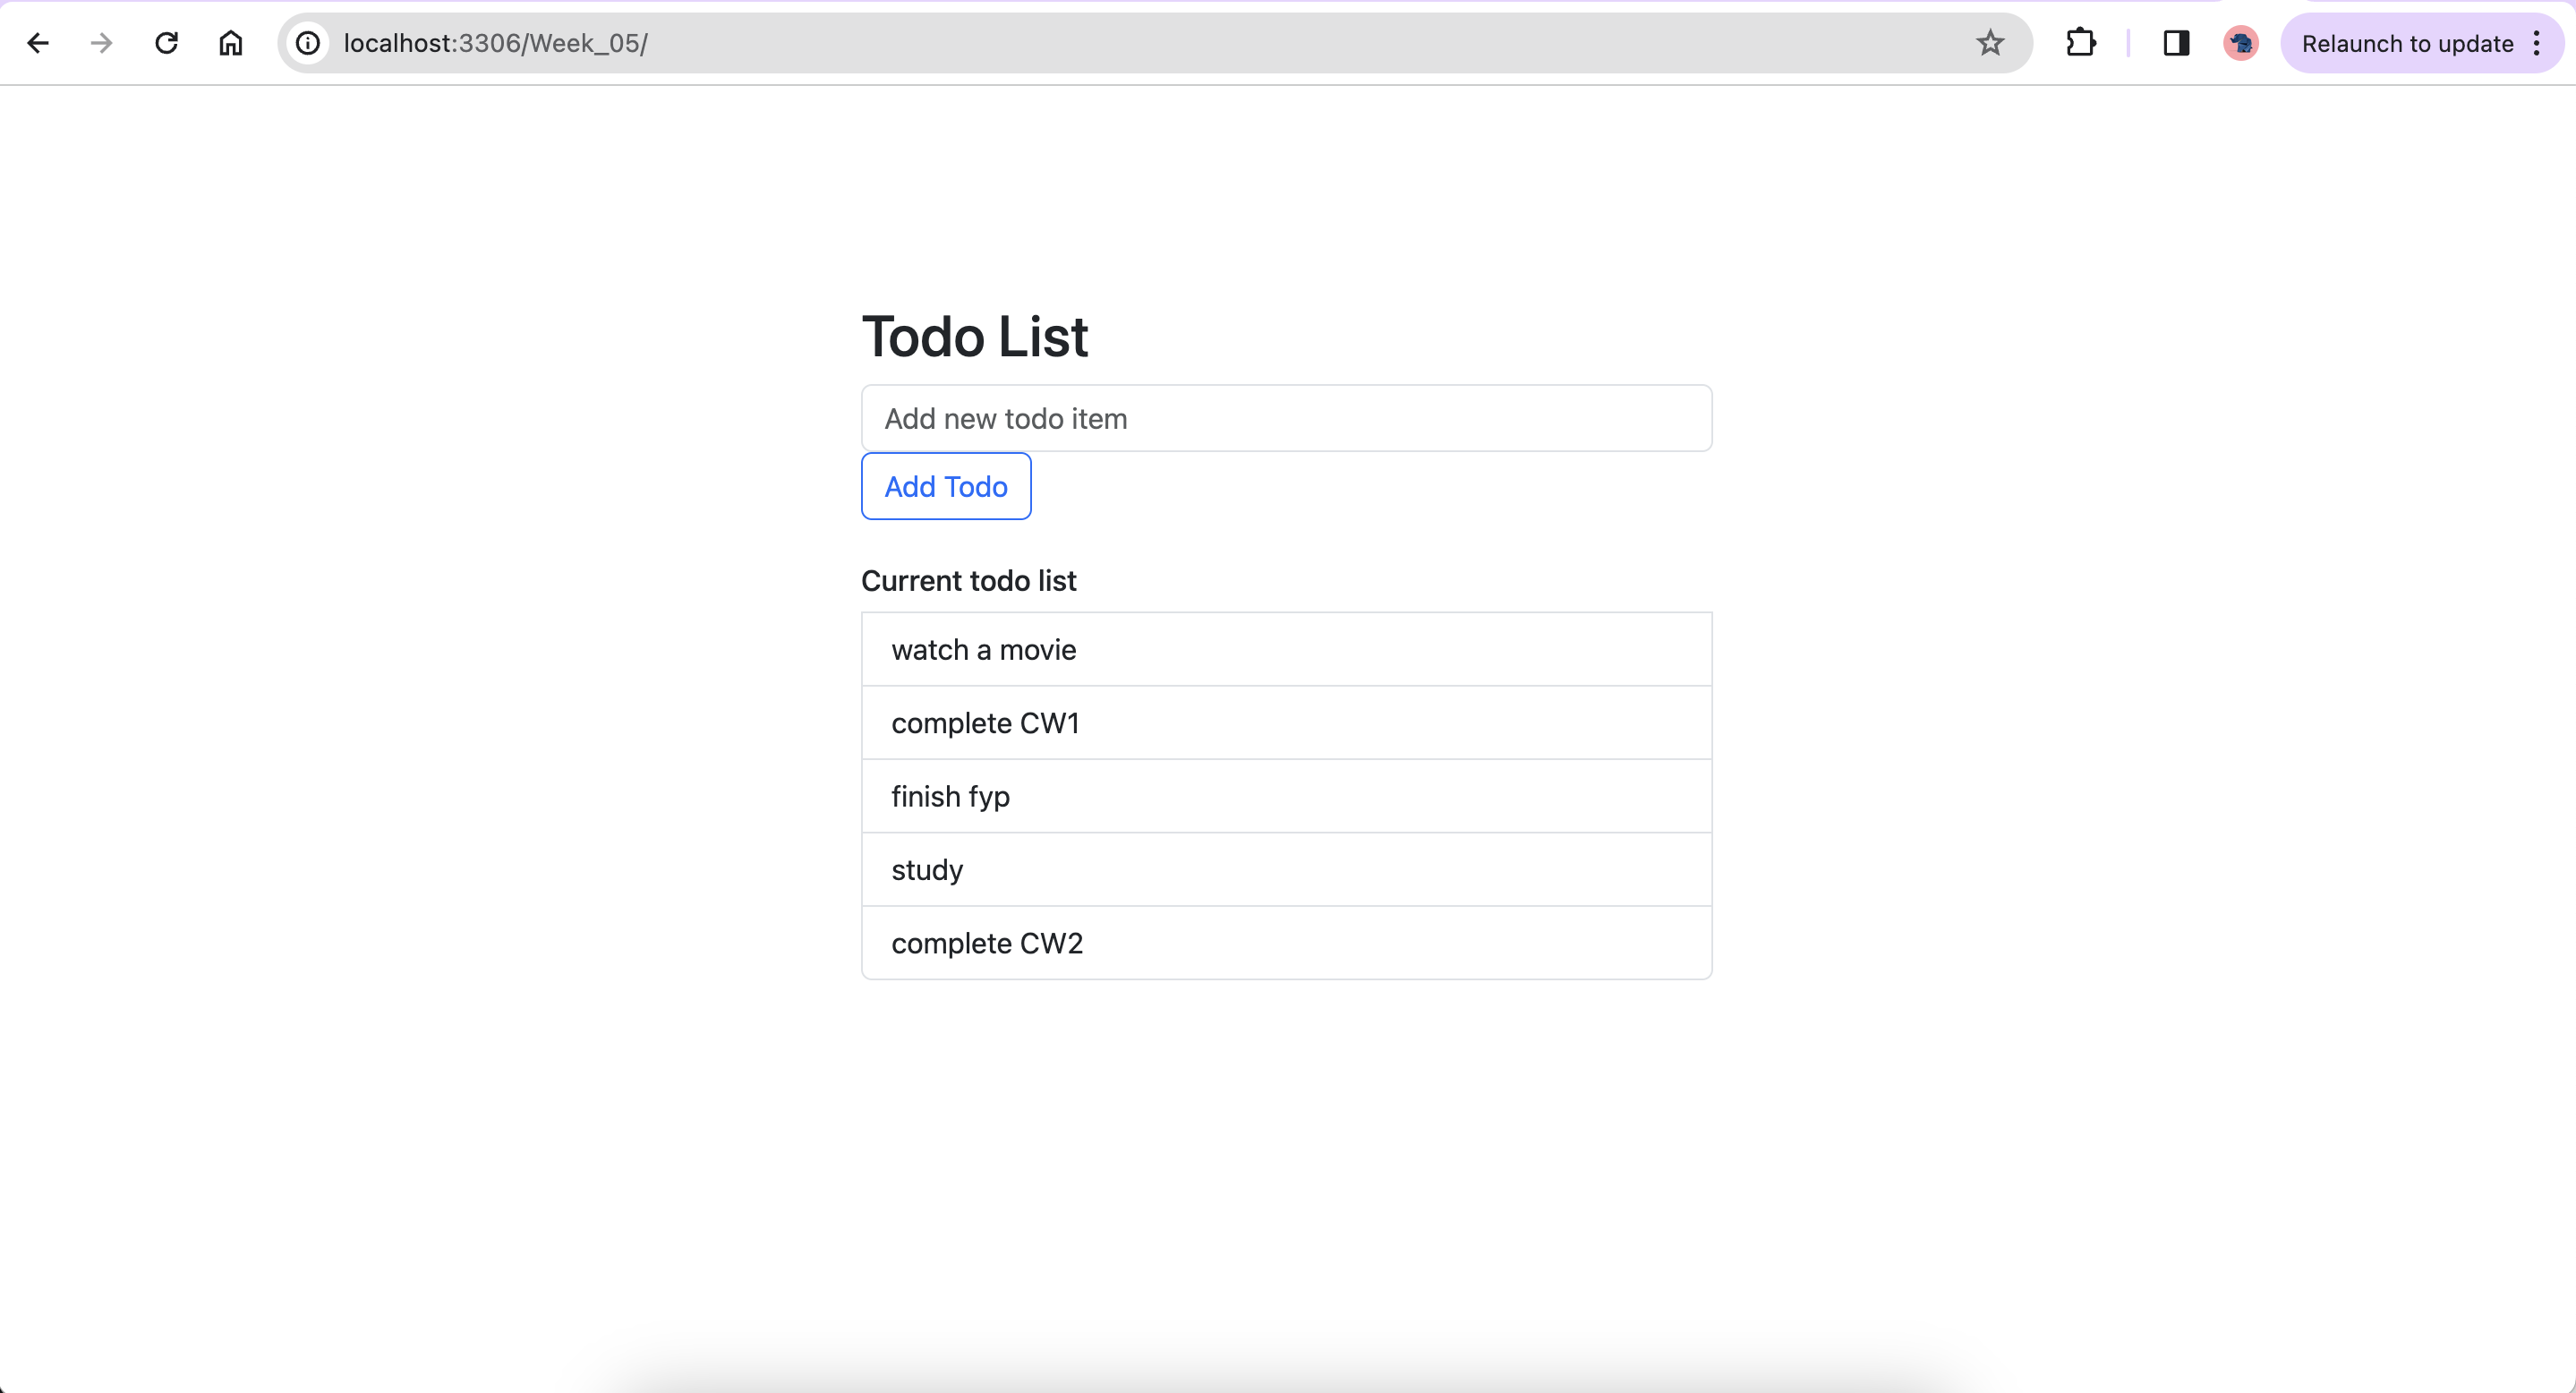 localhost:3306/Week_05/
Relaunch to update
Todo List
Add new todo item
Add Todo
Current todo list
watch a movie
complete CW1
finish fyp
study
complete CW2